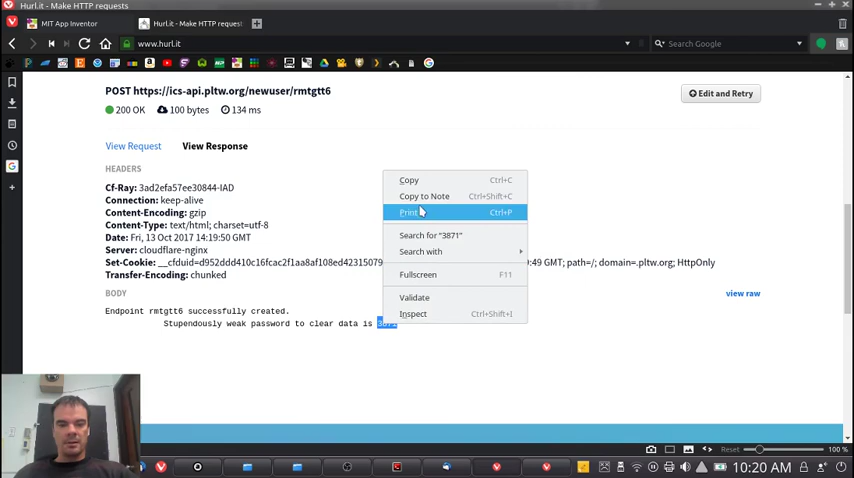 Hurl.it - Make HTTP requests
MIT App Inventor
Hurl.it - Make HTTP request
www.hurl.it
Search Google
POST https://ics-api.pltw.org/newuser/rmtgtt6
Edit and Retry
200 OK 100 bytes 134 ms
View Request View Response
HEADERS
Cf-Ray: 3ad2efa57ee30844-IAD
Connection: keep-alive
Content-Encoding: gzip
Content-Type: text/html; charset=utf-8
Date: Fri, 13 Oct 2017 14:19:50 GMT
Server: cloudflare-nginx
Set-Cookie: __cfduid=d952ddd410c16fcac2f1aa8af108ed42315079 :49 GMT; path=/; domain=.pltw.org; HttpOnly
Transfer-Encoding: chunked
BODY
view raw
Endpoint rmtgtt6 successfully created.
Stupendously weak password to clear data is 3871
Copy Ctrl+C
Copy to Note Ctrl+Shift+C
Print Ctrl+P
Search for "3871"
Search with
Fullscreen F11
Validate
Inspect Ctrl+Shift+I
Reset 100 %
10:20 AM